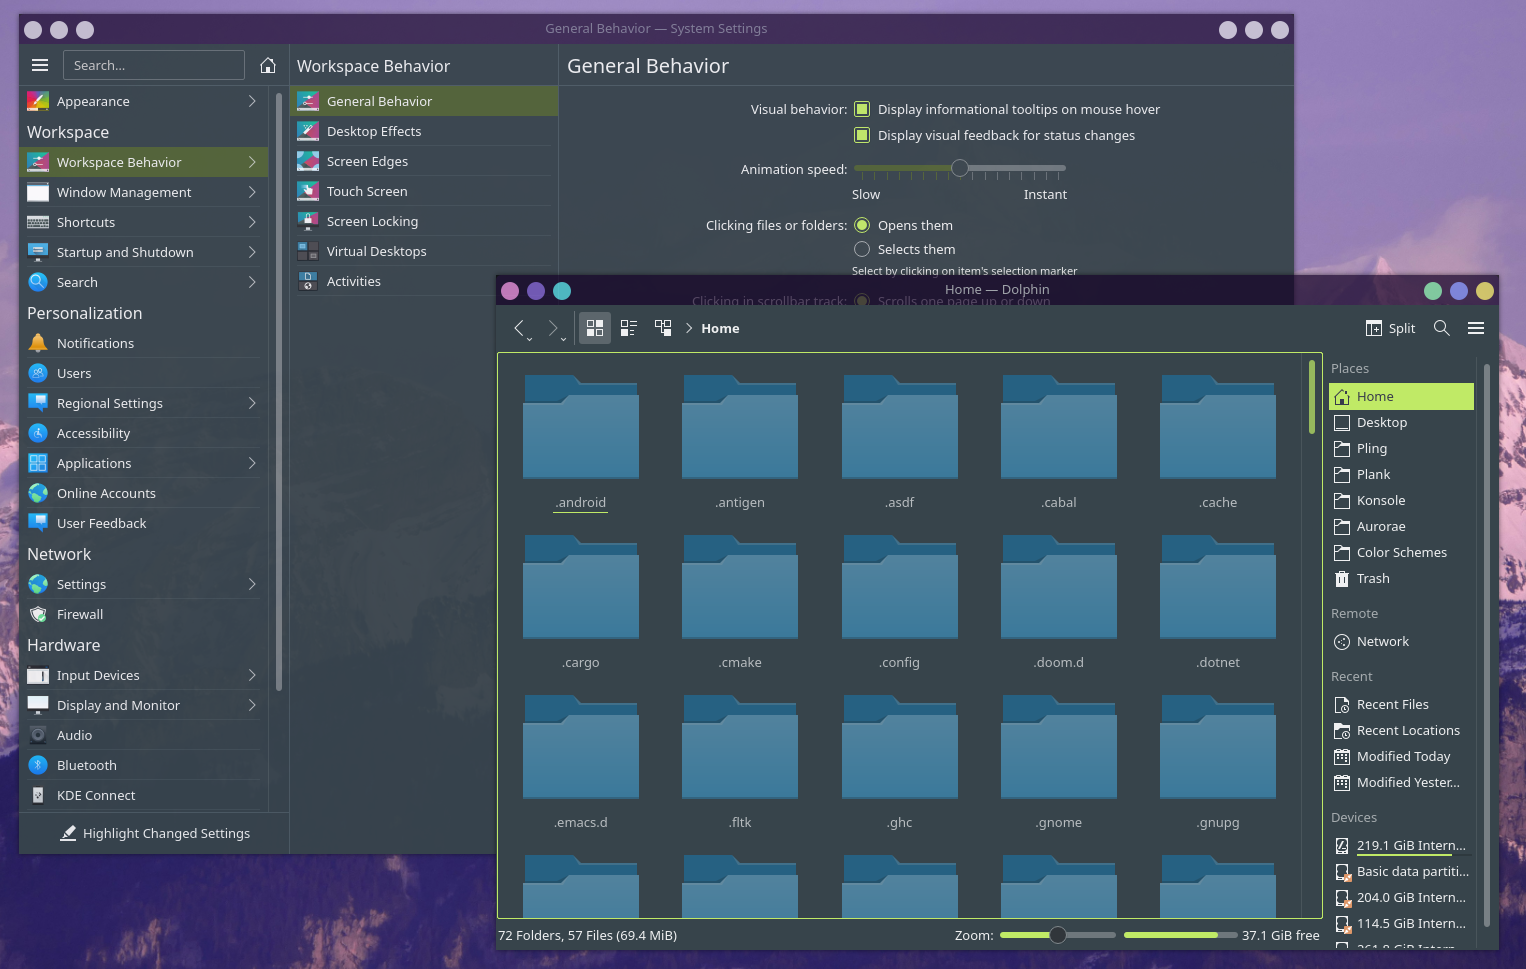 General Behavior — System Settings
Search...
Appearance
Workspace
Workspace Behavior
Window Management
Shortcuts
Startup and Shutdown
Search
Personalization
Notifications
Users
Regional Settings
Accessibility
Applications
Online Accounts
User Feedback
Network
Settings
Firewall
Hardware
Input Devices
Display and Monitor
Audio
Bluetooth
KDE Connect
Highlight Changed Settings
Workspace Behavior
General Behavior
Desktop Effects
Screen Edges
Touch Screen
Screen Locking
Virtual Desktops
Activities
General Behavior
Visual behavior: Display informational tooltips on mouse hover
Display visual feedback for status changes
Animation speed:
Slow Instant
Clicking files or folders: Opens them
Selects them
Select by clicking on item's selection marker
Clicking in scrollbar track: Scrolls one page up or down
Home — Dolphin
Home
Split
.android .antigen .asdf .cabal .cache
.cargo .cmake .config .doom.d .dotnet
.emacs.d .fltk .ghc .gnome .gnupg
72 Folders, 57 Files (69.4 MiB)
Zoom:
37.1 GiB free
Places
Home
Desktop
Pling
Plank
Konsole
Aurorae
Color Schemes
Trash
Remote
Network
Recent
Recent Files
Recent Locations
Modified Today
Modified Yester...
Devices
219.1 GiB Intern...
Basic data partiti...
204.0 GiB Intern...
114.5 GiB Intern...